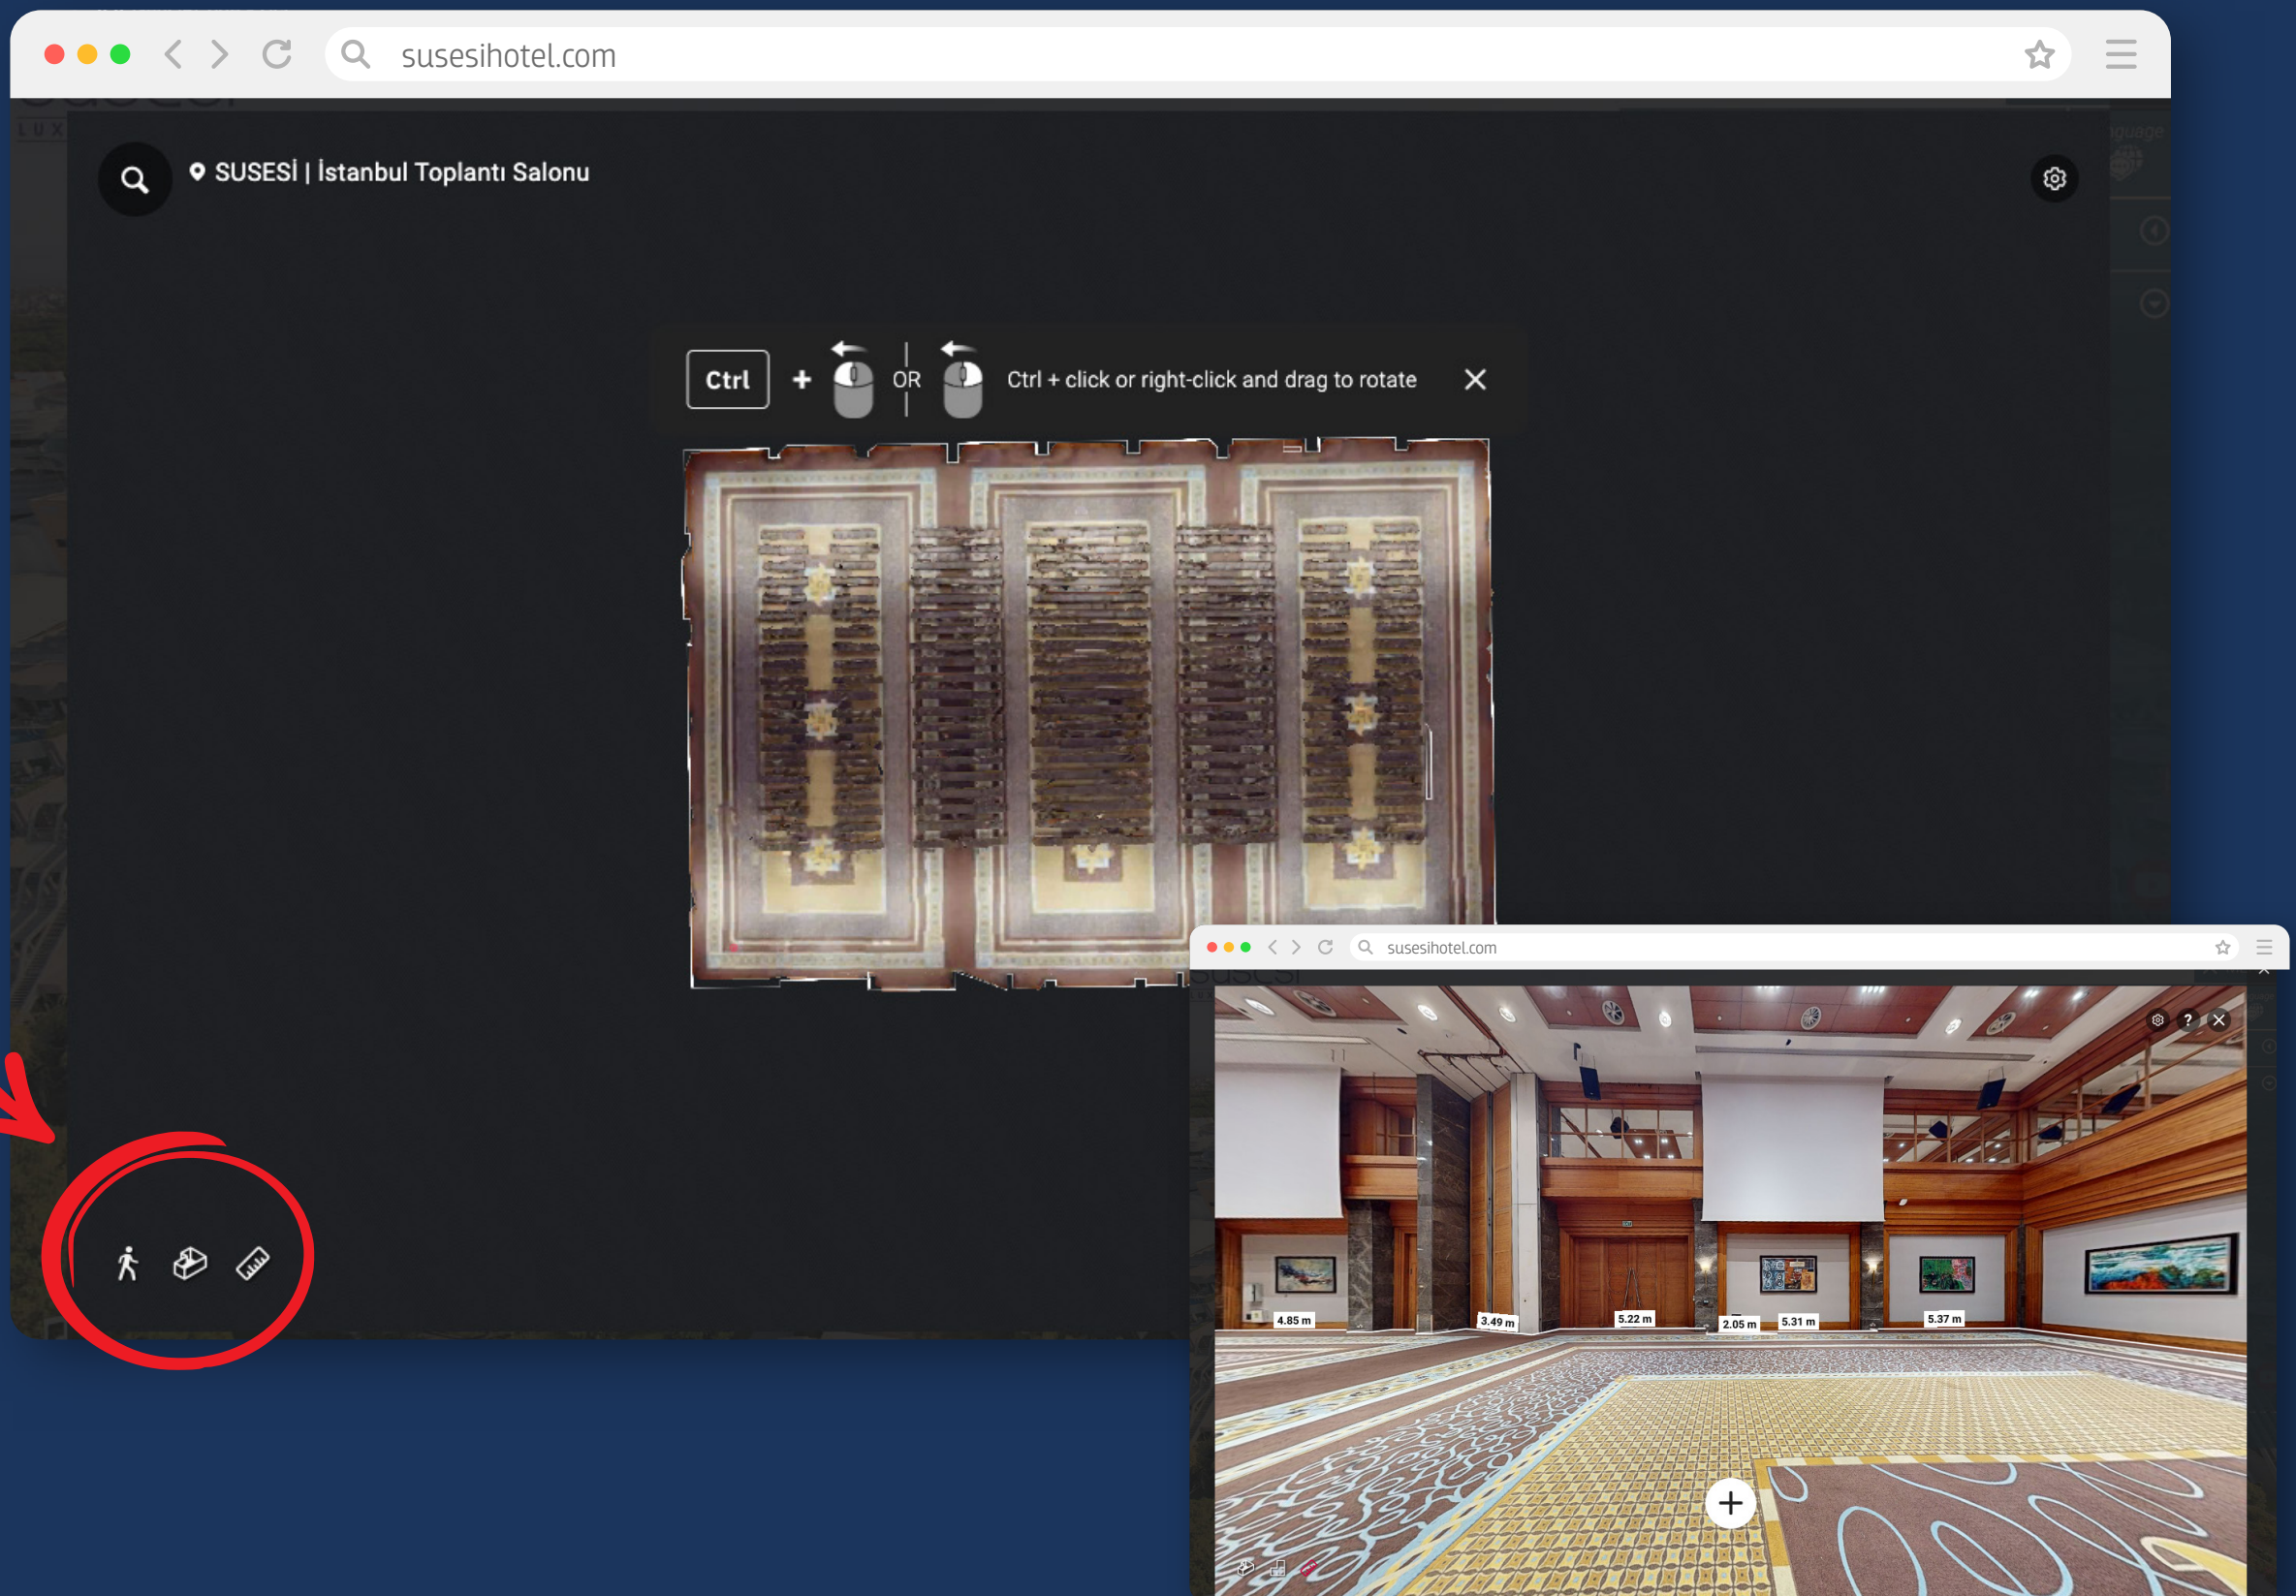 susesihotel.com
LUX
SUSESİ | İstanbul Toplantı Salonu
Ctrl + OR Ctrl + click or right-click and drag to rotate
susesihotel.com
?
4.85 m
3.49 m
5.22 m
2.05 m
5.31 m
5.37 m